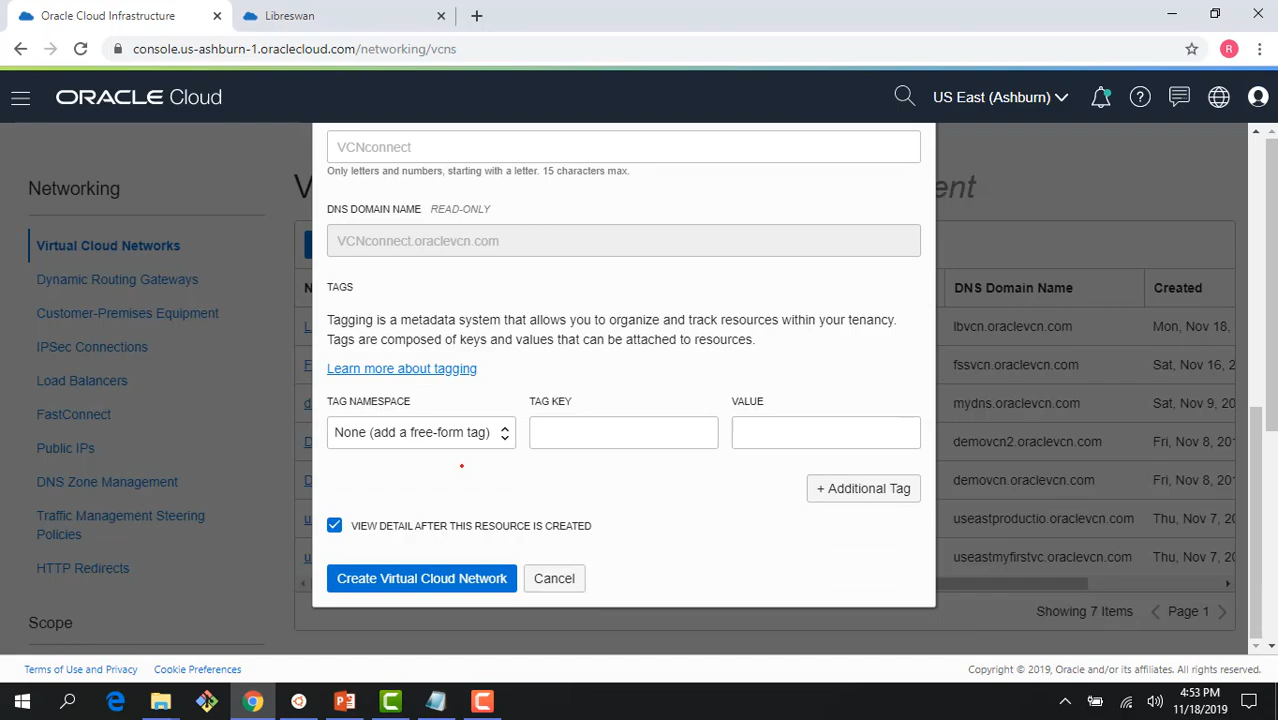 Oracle Cloud Infrastructure
Libreswan
console.us-ashburn-1.oraclecloud.com/networking/vcns
R
ORACLE Cloud
US East (Ashburn)
Networking
Virtual Cloud Networks
Dynamic Routing Gateways
Customer-Premises Equipment
IPSec Connections
Load Balancers
FastConnect
Public IPs
DNS Zone Management
Traffic Management Steering
Policies
HTTP Redirects
Scope
VCNconnect
Only letters and numbers, starting with a letter. 15 characters max.
DNS DOMAIN NAME READ-ONLY
VCNconnect.oraclevcn.com
TAGS
Tagging is a metadata system that allows you to organize and track resources within your tenancy.
Tags are composed of keys and values that can be attached to resources.
Learn more about tagging
TAG NAMESPACE TAG KEY VALUE
None (add a free-form tag)
+ Additional Tag
VIEW DETAIL AFTER THIS RESOURCE IS CREATED
Create Virtual Cloud Network Cancel
DNS Domain Name Created
lbvcn.oraclevcn.com Mon, Nov 18,
fssvcn.oraclevcn.com Sat, Nov 16,
mydns.oraclevcn.com Sat, Nov 9,
demovcn2.oraclevcn.com Fri, Nov 8,
demovcn.oraclevcn.com Fri, Nov 8,
useastproductio.oraclevcn.com Thu, Nov 7,
useastmyfirstvc.oraclevcn.com Thu, Nov 7,
Showing 7 Items Page 1
Terms of Use and Privacy Cookie Preferences
Copyright © 2019, Oracle and/or its affiliates. All rights reserved.
4:53 PM
11/18/2019